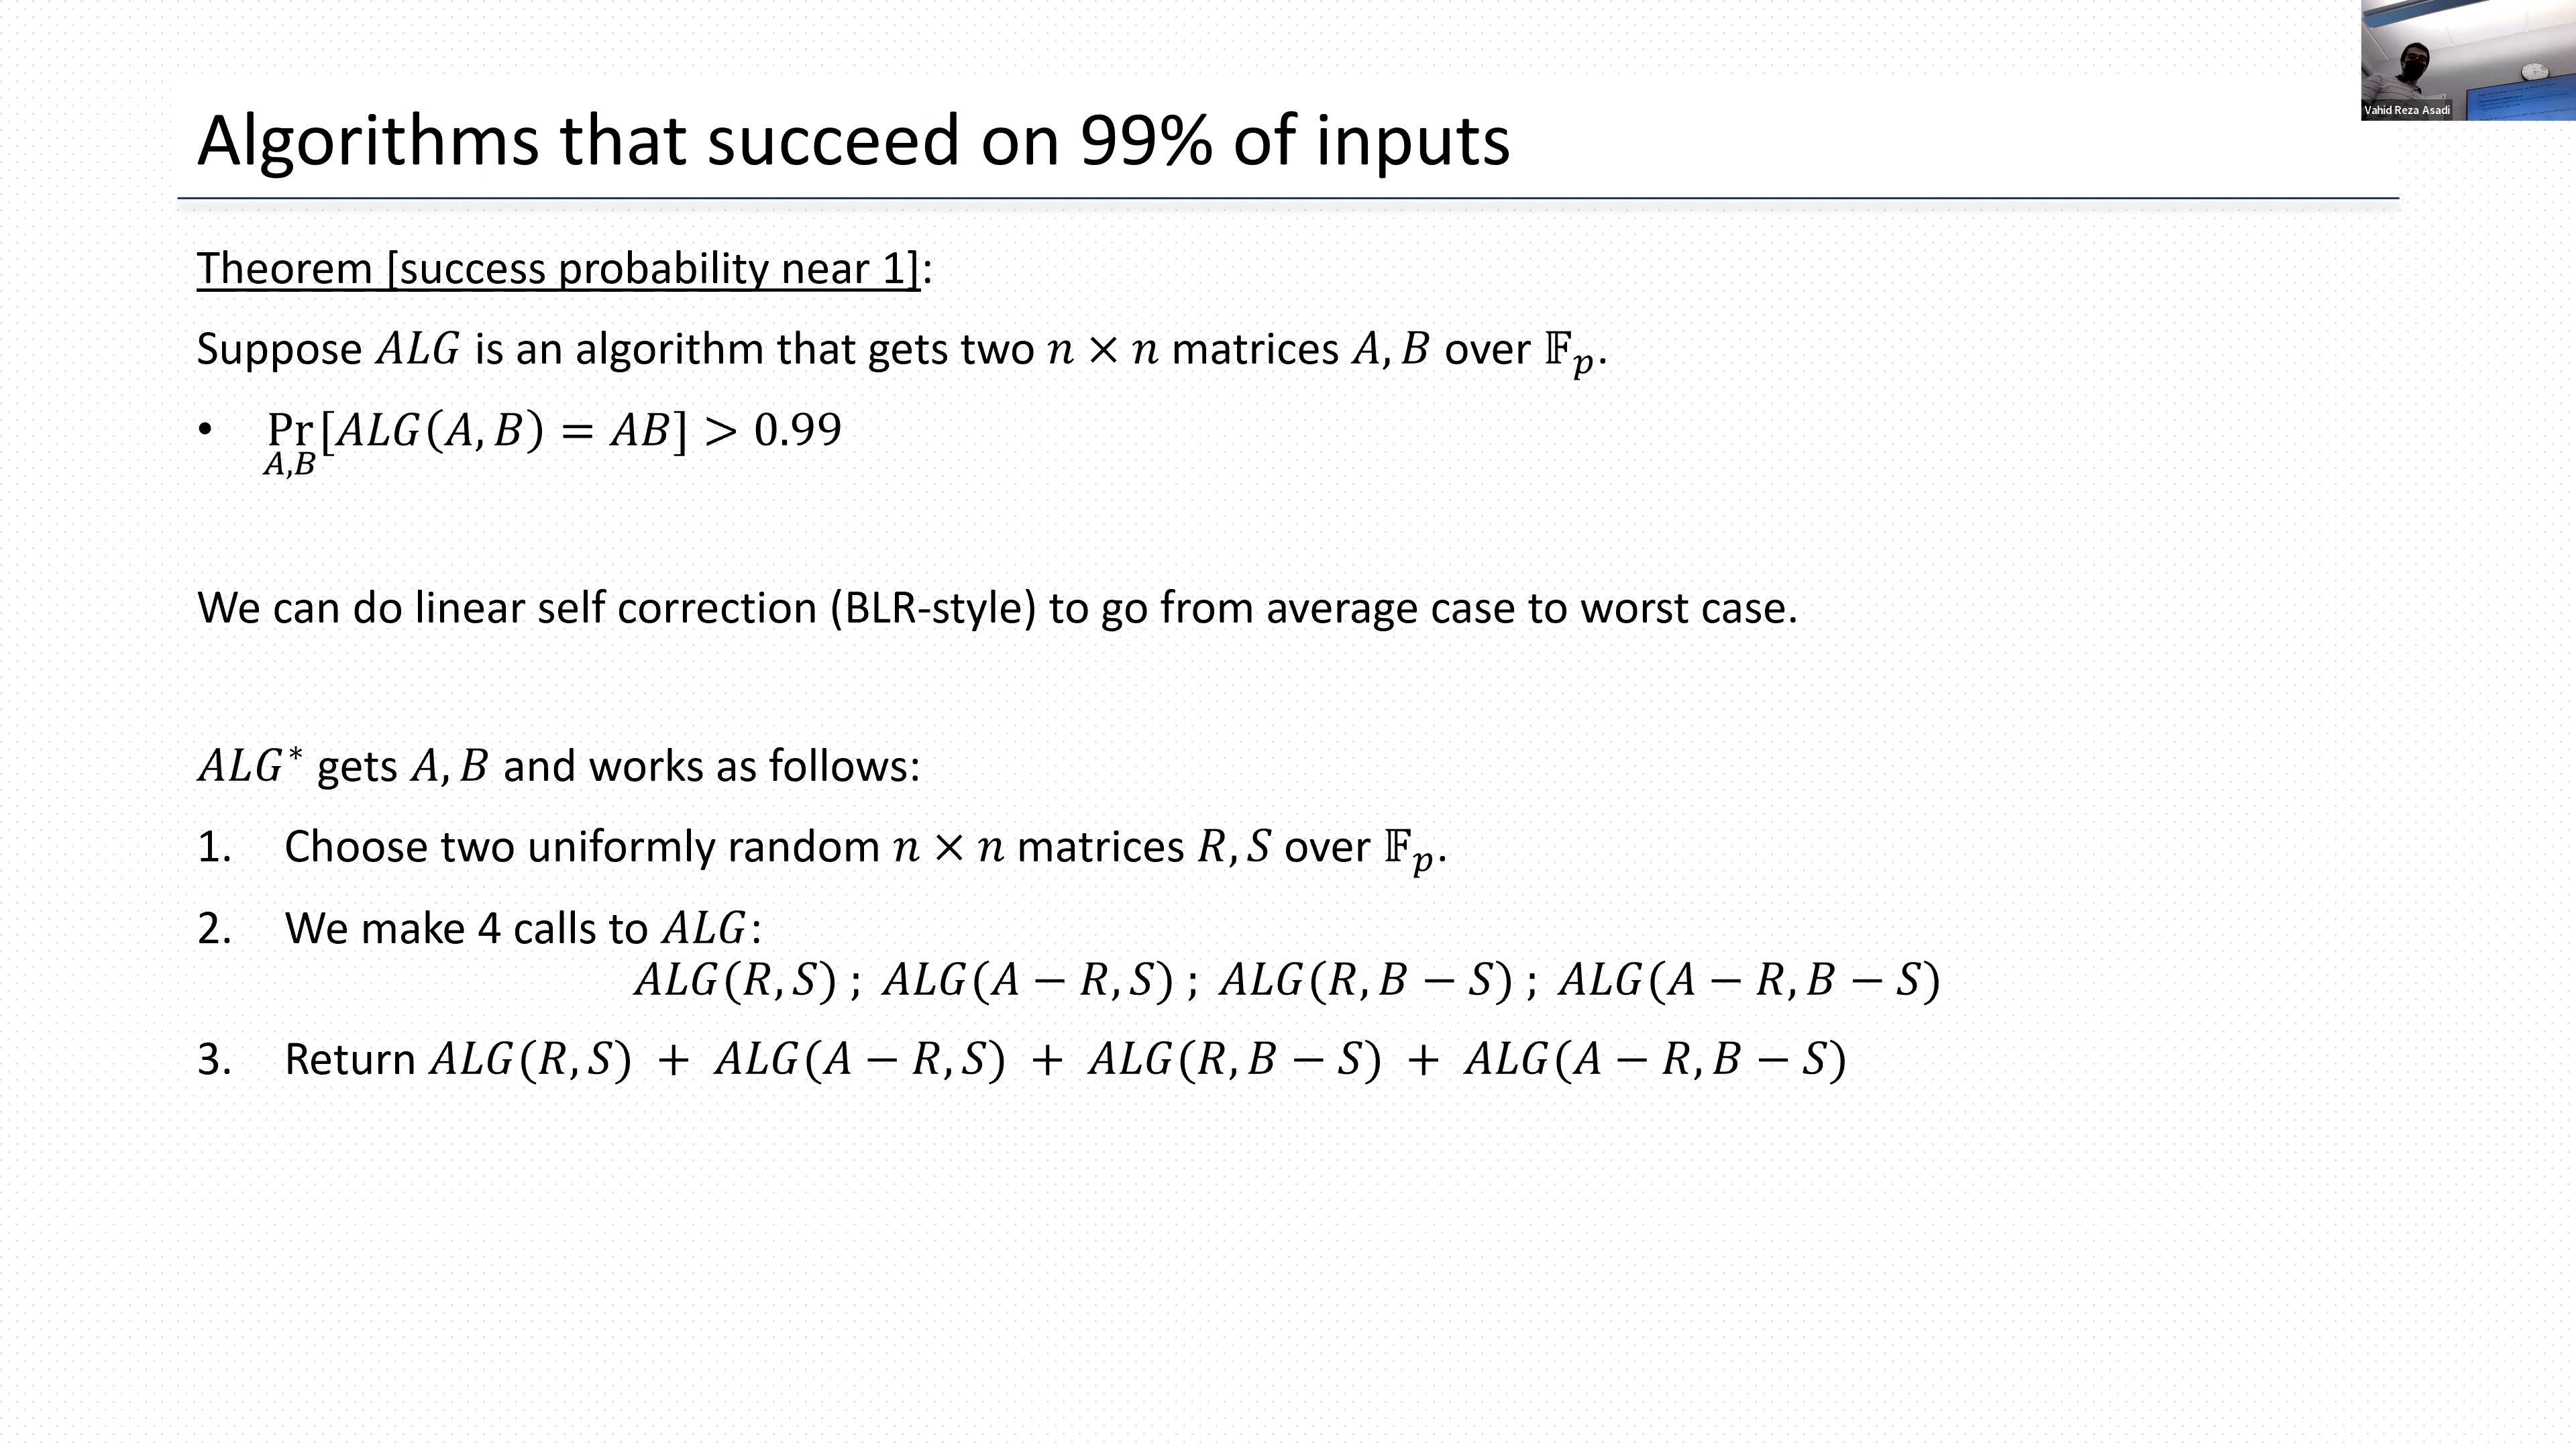 Vahid Reza Asadi
Algorithms that succeed on 99% of inputs
Theorem [success probability near 1]:
Suppose 𝐴𝐿𝐺 is an algorithm that gets two 𝑛 × 𝑛 matrices 𝐴, 𝐵 over 𝔽𝑝.
• Pr[𝐴𝐿𝐺(𝐴, 𝐵) = 𝐴𝐵] > 0.99
𝐴,𝐵
We can do linear self correction (BLR-style) to go from average case to worst case.
𝐴𝐿𝐺* gets 𝐴, 𝐵 and works as follows:
1. Choose two uniformly random 𝑛 × 𝑛 matrices 𝑅, 𝑆 over 𝔽𝑝.
2. We make 4 calls to 𝐴𝐿𝐺:
𝐴𝐿𝐺(𝑅, 𝑆) ; 𝐴𝐿𝐺(𝐴 − 𝑅, 𝑆) ; 𝐴𝐿𝐺(𝑅, 𝐵 − 𝑆) ; 𝐴𝐿𝐺(𝐴 − 𝑅, 𝐵 − 𝑆)
3. Return 𝐴𝐿𝐺(𝑅, 𝑆) + 𝐴𝐿𝐺(𝐴 − 𝑅, 𝑆) + 𝐴𝐿𝐺(𝑅, 𝐵 − 𝑆) + 𝐴𝐿𝐺(𝐴 − 𝑅, 𝐵 − 𝑆)